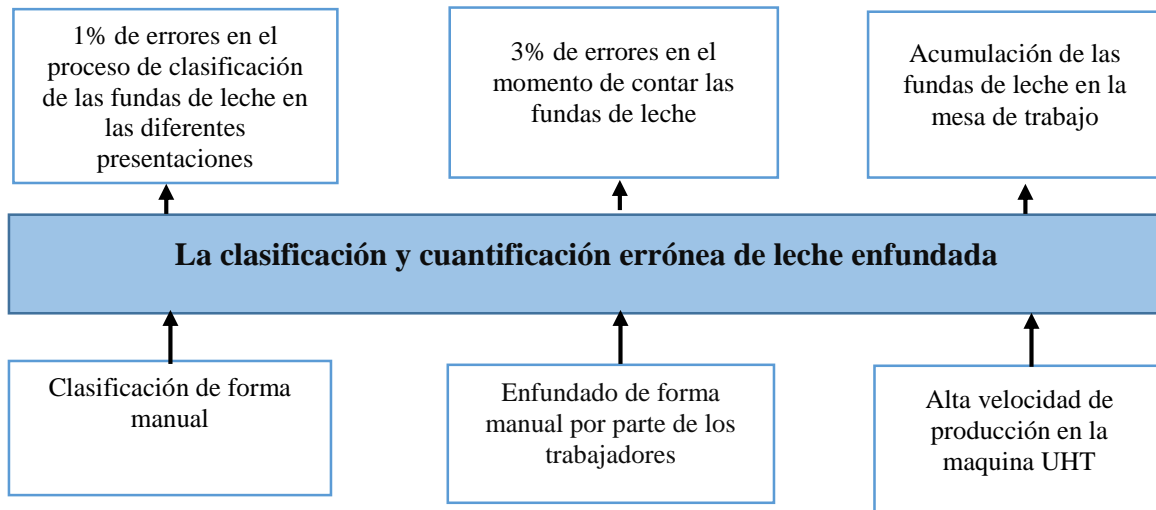 1% de errores en el
proceso de clasificación
de las fundas de leche en
las diferentes
presentaciones
3% de errores en el
momento de contar las
fundas de leche
Acumulación de las
fundas de leche en la
mesa de trabajo
La clasificación y cuantificación errónea de leche enfundada
Clasificación de forma
manual
Enfundado de forma
manual por parte de los
trabajadores
Alta velocidad de
producción en la
maquina UHT